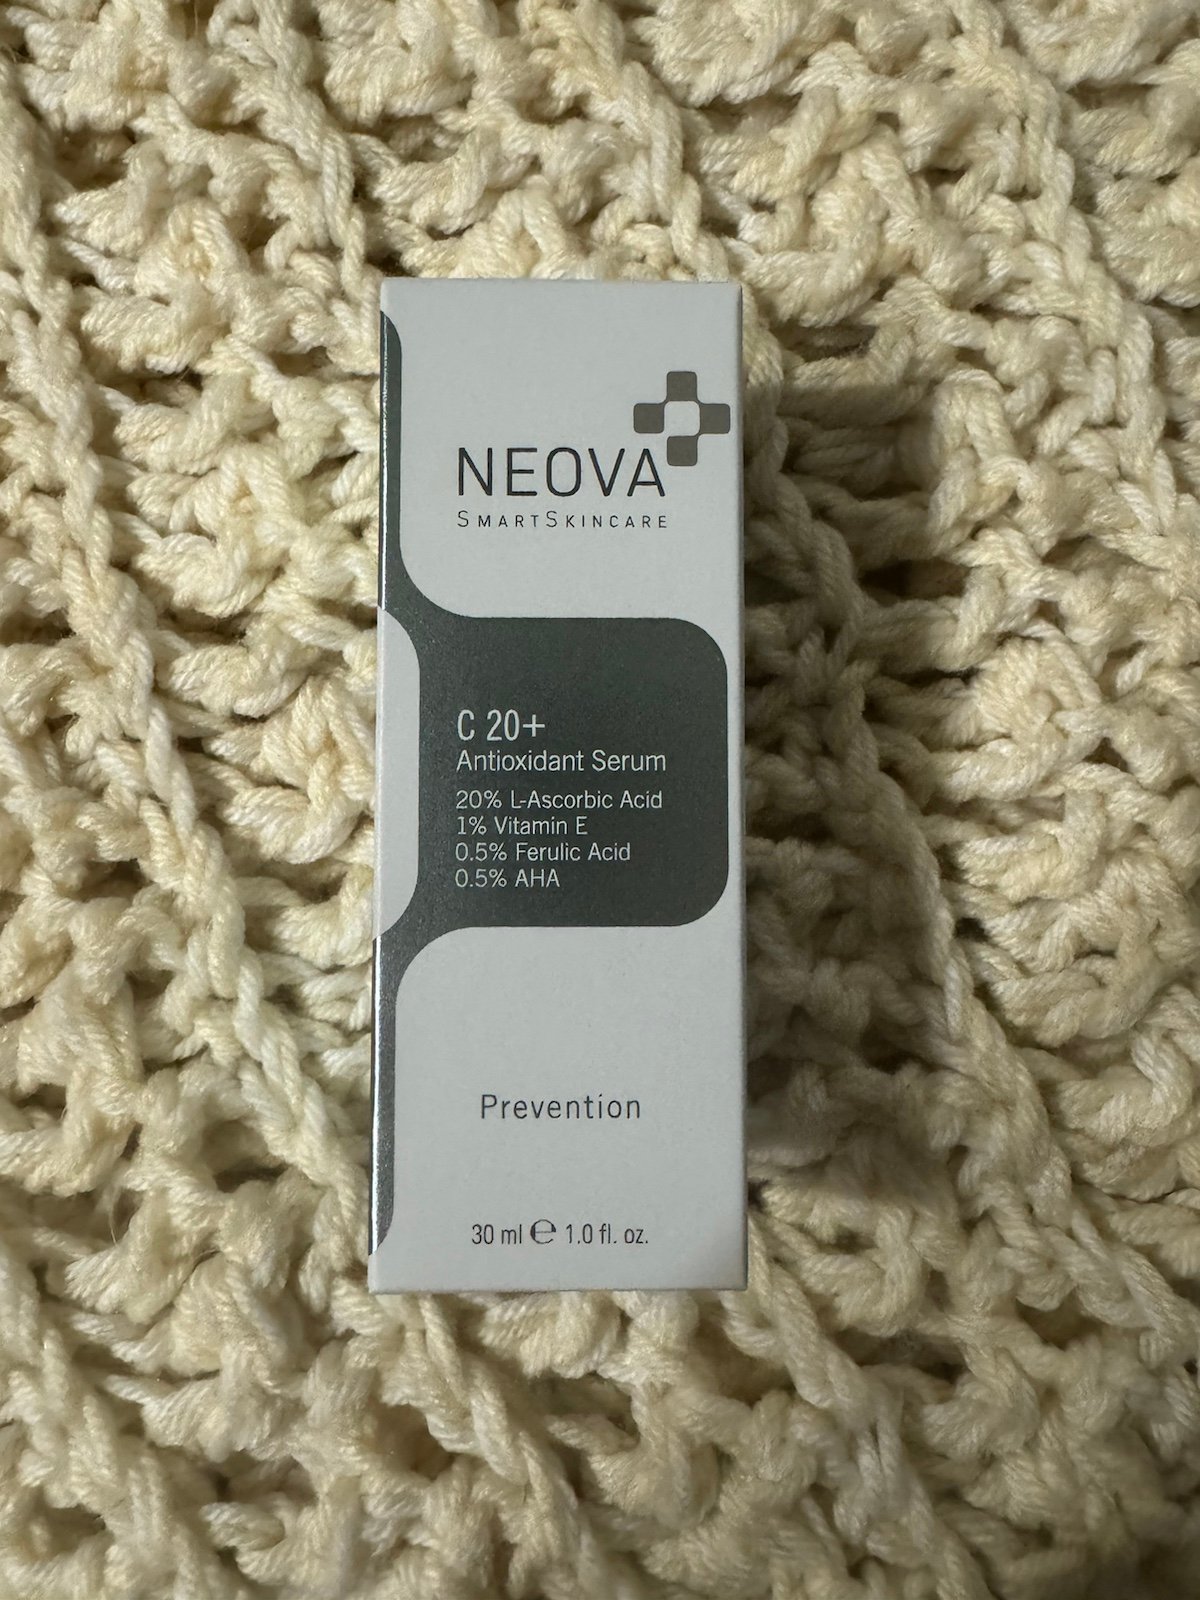 NEOVA
SMARTSKINCARE
C 20+
Antioxidant Serum
20% L-Ascorbic Acid
1% Vitamin E
0.5% Ferulic Acid
0.5% AHA
Prevention
30 ml ℮ 1.0 fl. oz.